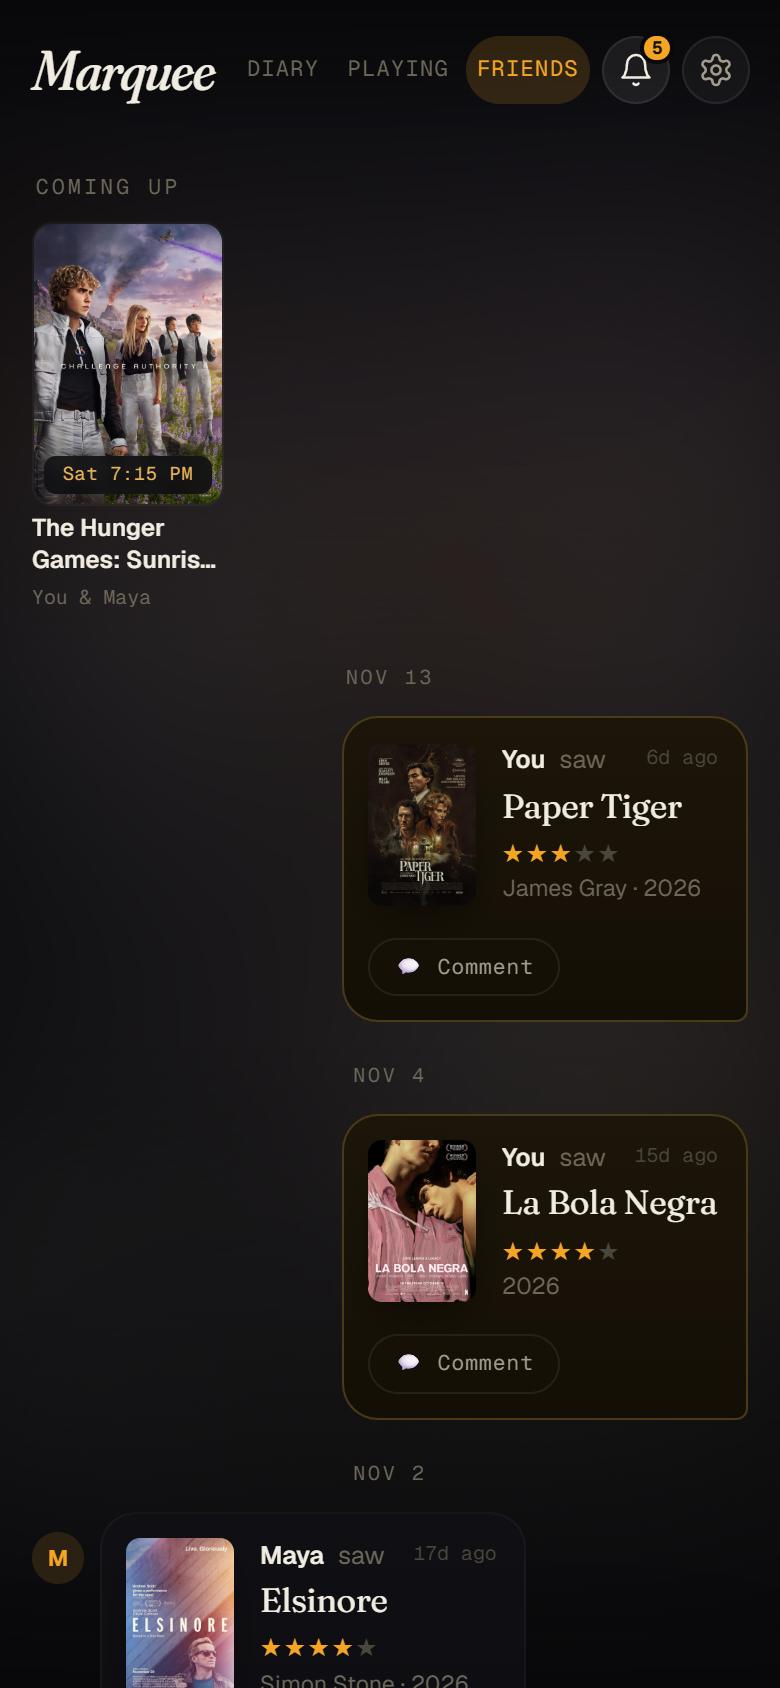 Marquee DIARY PLAYING FRIENDS 5
COMING UP
CHALLENGE AUTHORITY
Sat 7:15 PM
The Hunger
Games: Sunris...
You & Maya
NOV 13
You saw 6d ago
Paper Tiger
★★★★★
James Gray · 2026
PAPER
TIGER
Comment
NOV 4
You saw 15d ago
La Bola Negra
★★★★★
2026
LA BOLA NEGRA
Comment
NOV 2
M
Maya saw 17d ago
Elsinore
★★★★★
Simon Stone · 2026
Live. Gloriously.
ELSINORE